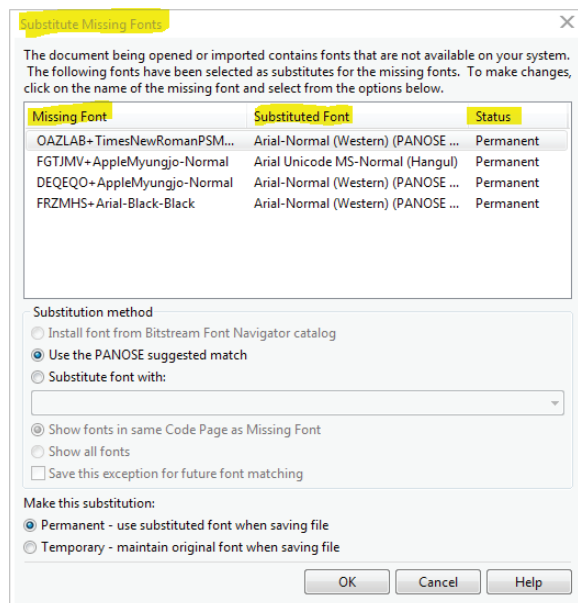 Substitute Missing Fonts
The document being opened or imported contains fonts that are not available on your system.
The following fonts have been selected as substitutes for the missing fonts. To make changes,
click on the name of the missing font and select from the options below.
Missing Font Substituted Font Status
OAZLAB+TimesNewRomanPSM... Arial-Normal (Western) (PANOSE ... Permanent
FGTJMV+AppleMyungjo-Normal Arial Unicode MS-Normal (Hangul) Permanent
DEQEQO+AppleMyungjo-Normal Arial-Normal (Western) (PANOSE ... Permanent
FRZMHS+Arial-Black-Black Arial-Normal (Western) (PANOSE ... Permanent
Substitution method
Install font from Bitstream Font Navigator catalog
Use the PANOSE suggested match
Substitute font with:
Show fonts in same Code Page as Missing Font
Show all fonts
Save this exception for future font matching
Make this substitution:
Permanent - use substituted font when saving file
Temporary - maintain original font when saving file
OK Cancel Help